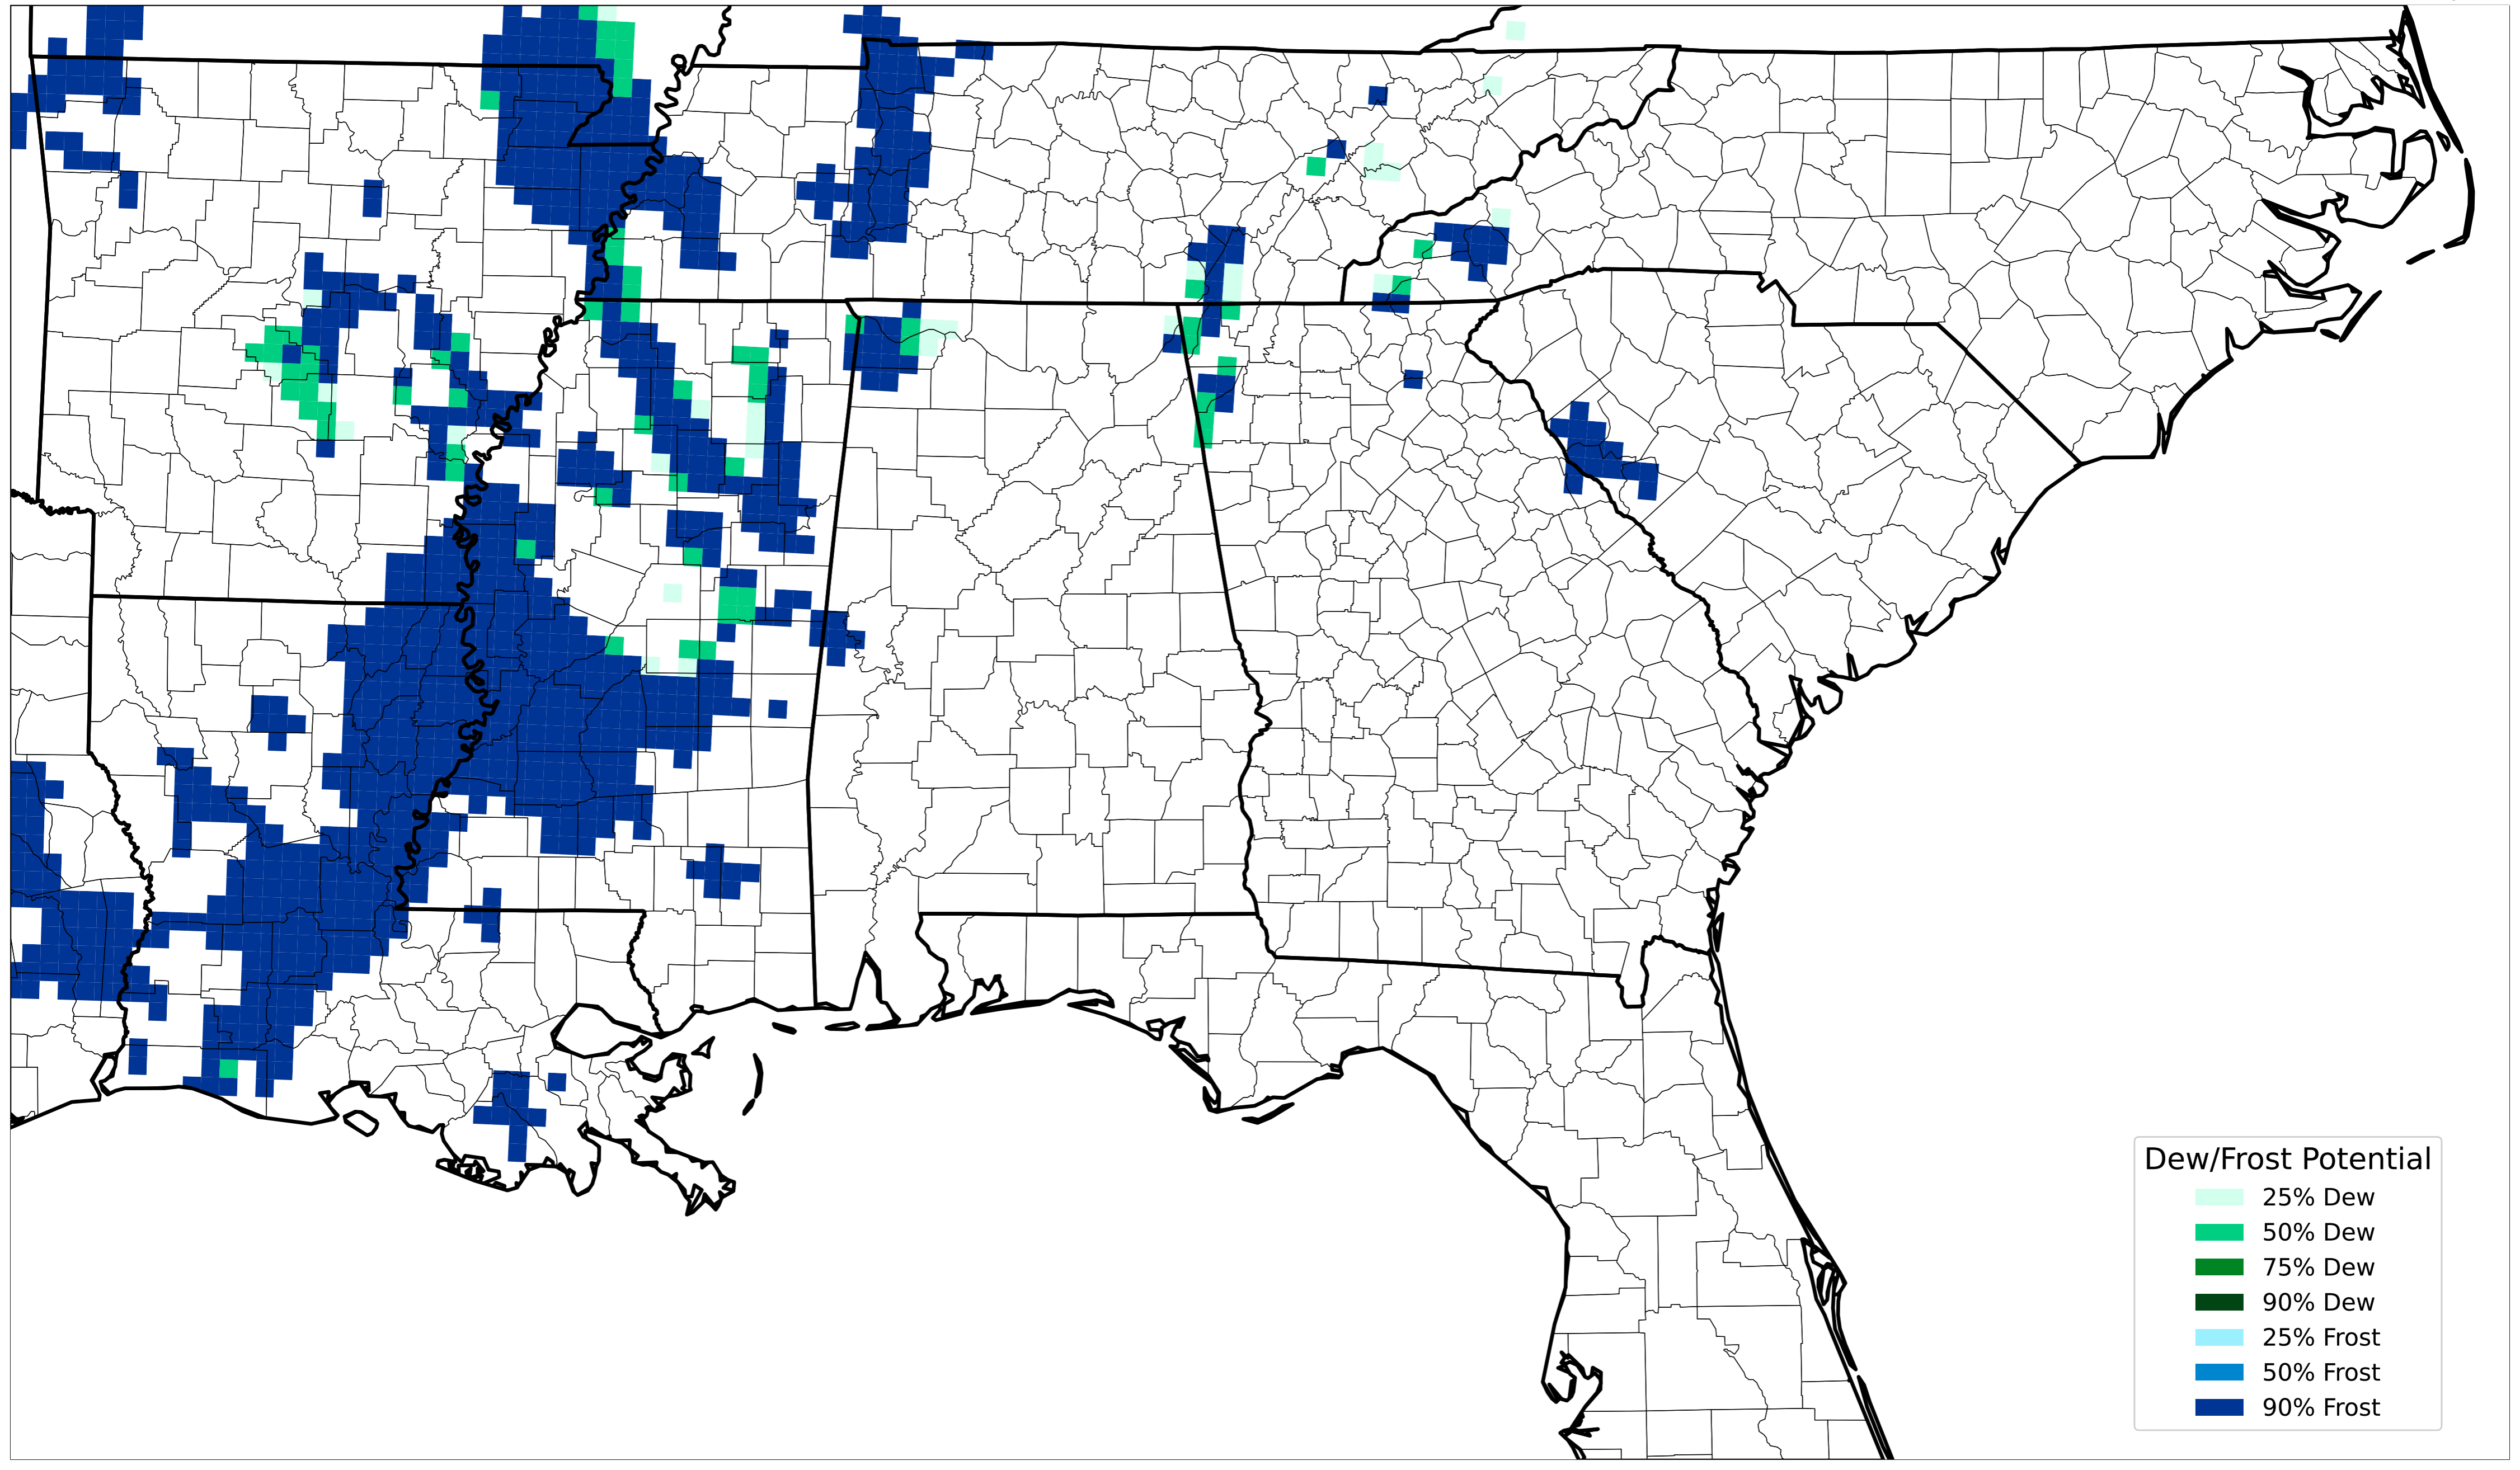 Dew/Frost Potential
25% Dew
50% Dew
75% Dew
90% Dew
25% Frost
50% Frost
90% Frost